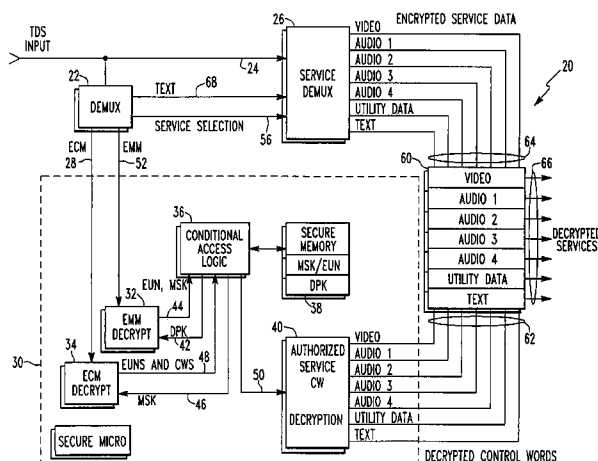 TDS
INPUT
26
VIDEO
ENCRYPTED SERVICE DATA
AUDIO 1
AUDIO 2
AUDIO 3
AUDIO 4
UTILITY DATA
TEXT
24
SERVICE
DEMUX
20
22
DEMUX
TEXT
68
SERVICE SELECTION
56
ECM
EMM
28
52
64
60
66
VIDEO
AUDIO 1
AUDIO 2
AUDIO 3
AUDIO 4
UTILITY DATA
TEXT
DECRYPTED
SERVICES
62
36
CONDITIONAL
ACCESS
LOGIC
SECURE
MEMORY
MSK/EUN
DPK
38
EUN, MSK
32
44
EMM
DECRYPT
DPK
42
30
34
ECM
DECRYPT
EUNS AND CWS
48
MSK
46
50
40
AUTHORIZED
SERVICE
CW
DECRYPTION
VIDEO
AUDIO 1
AUDIO 2
AUDIO 3
AUDIO 4
UTILITY DATA
TEXT
SECURE MICRO
DECRYPTED CONTROL WORDS